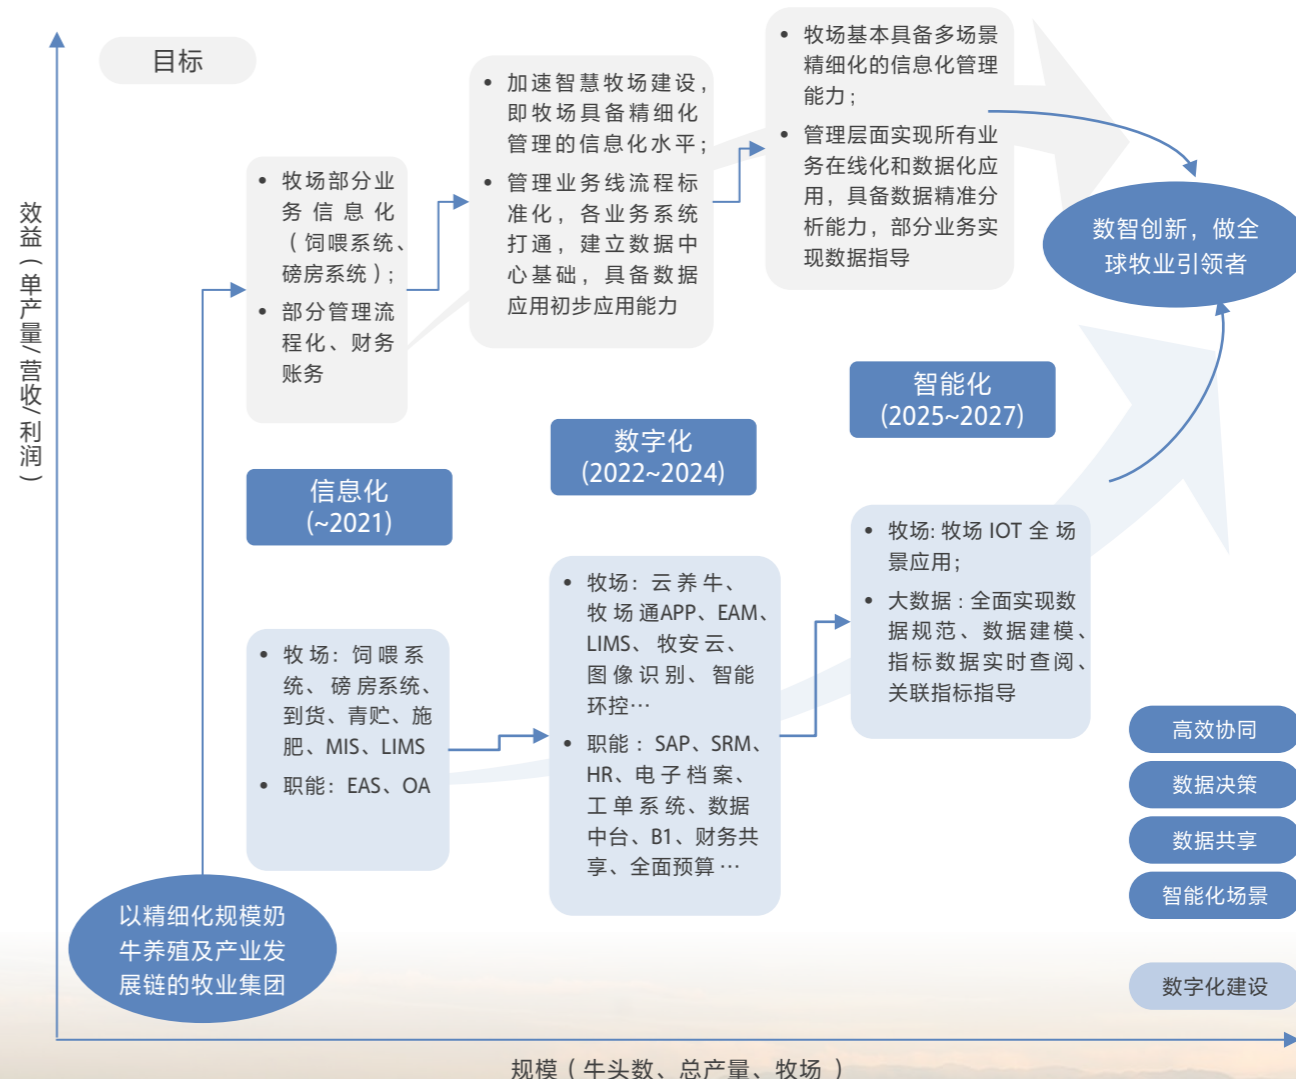 目标
效益（单产量/营收/利润）
牧场部分业
务信息化
（饲喂系统、
磅房系统）；
部分管理流
程化、财务
账务
加速智慧牧场建设，
即牧场具备精细化
管理的信息化水平；
管理业务线流程标
准化，各业务系统
打通，建立数据中
心基础，具备数据
应用初步应用能力
牧场基本具备多场景
精细化的信息化管理
能力；
管理层面实现所有业
务在线化和数据化应
用，具备数据精准分
析能力，部分业务实
现数据指导
数智创新，做全
球牧业引领者
信息化
(~2021)
数字化
(2022~2024)
智能化
(2025~2027)
牧场：饲喂系
统、磅房系统、
到货、青贮、施
肥、MIS、LIMS
职能：EAS、OA
牧场：云养牛、
牧场通APP、EAM、
LIMS、牧安云、
图像识别、智能
环控…
职能：SAP、SRM、
HR、电子档案、
工单系统、数据
中台、B1、财务共
享、全面预算…
牧场: 牧场 IOT 全场
景应用；
大数据：全面实现数
据规范、数据建模、
指标数据实时查阅、
关联指标指导
高效协同
数据决策
数据共享
智能化场景
数字化建设
以精细化规模奶
牛养殖及产业发
展链的牧业集团
规模（牛头数、总产量、牧场）